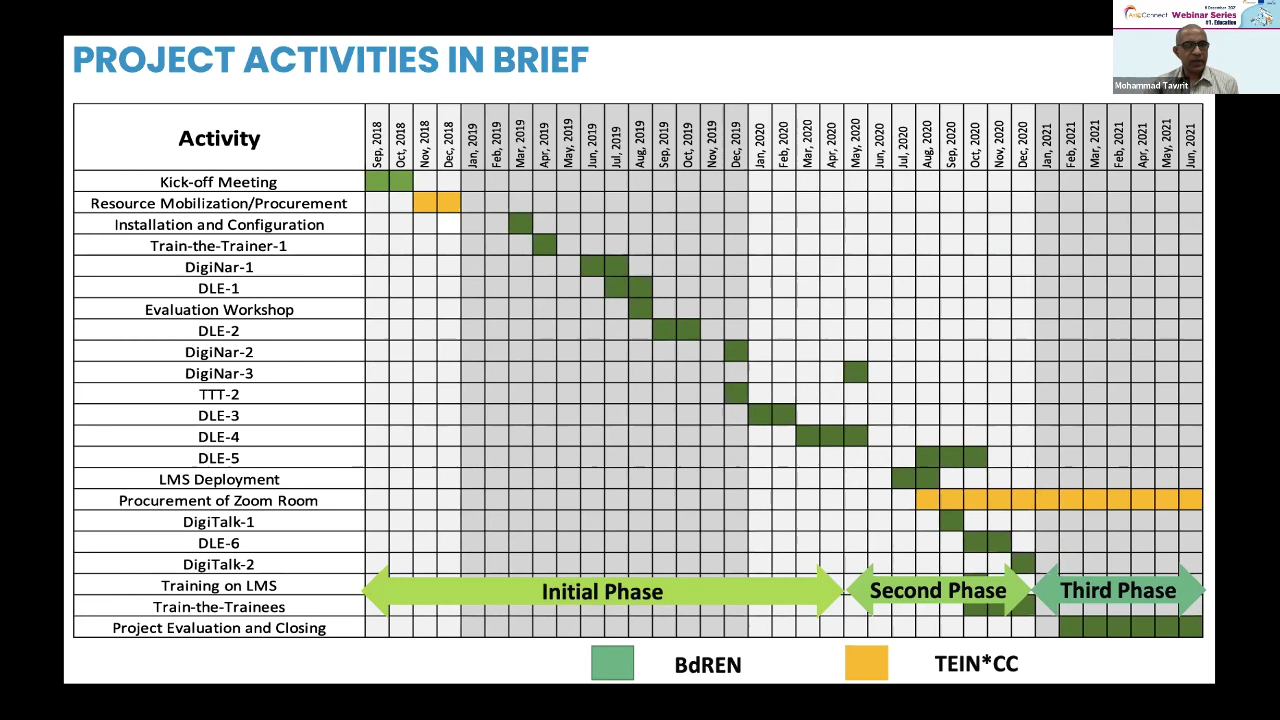 PROJECT ACTIVITIES IN BRIEF
Connect Webinar Series
#1. Education
Mohammad Tawrit
Activity
Sep, 2018
Oct, 2018
Nov, 2018
Dec, 2018
Jan, 2019
Feb, 2019
Mar, 2019
Apr, 2019
May, 2019
Jun, 2019
Jul, 2019
Aug, 2019
Sep, 2019
Oct, 2019
Nov, 2019
Dec, 2019
Jan, 2020
Feb, 2020
Mar, 2020
Apr, 2020
May, 2020
Jun, 2020
Jul, 2020
Aug, 2020
Sep, 2020
Oct, 2020
Nov, 2020
Dec, 2020
Jan, 2021
Feb, 2021
Mar, 2021
Apr, 2021
May, 2021
Jun, 2021
Kick-off Meeting
Resource Mobilization/Procurement
Installation and Configuration
Train-the-Trainer-1
DigiNar-1
DLE-1
Evaluation Workshop
DLE-2
DigiNar-2
DigiNar-3
TTT-2
DLE-3
DLE-4
DLE-5
LMS Deployment
Procurement of Zoom Room
DigiTalk-1
DLE-6
DigiTalk-2
Training on LMS
Initial Phase
Second Phase
Third Phase
Train-the-Trainees
Project Evaluation and Closing
BdREN
TEIN*CC